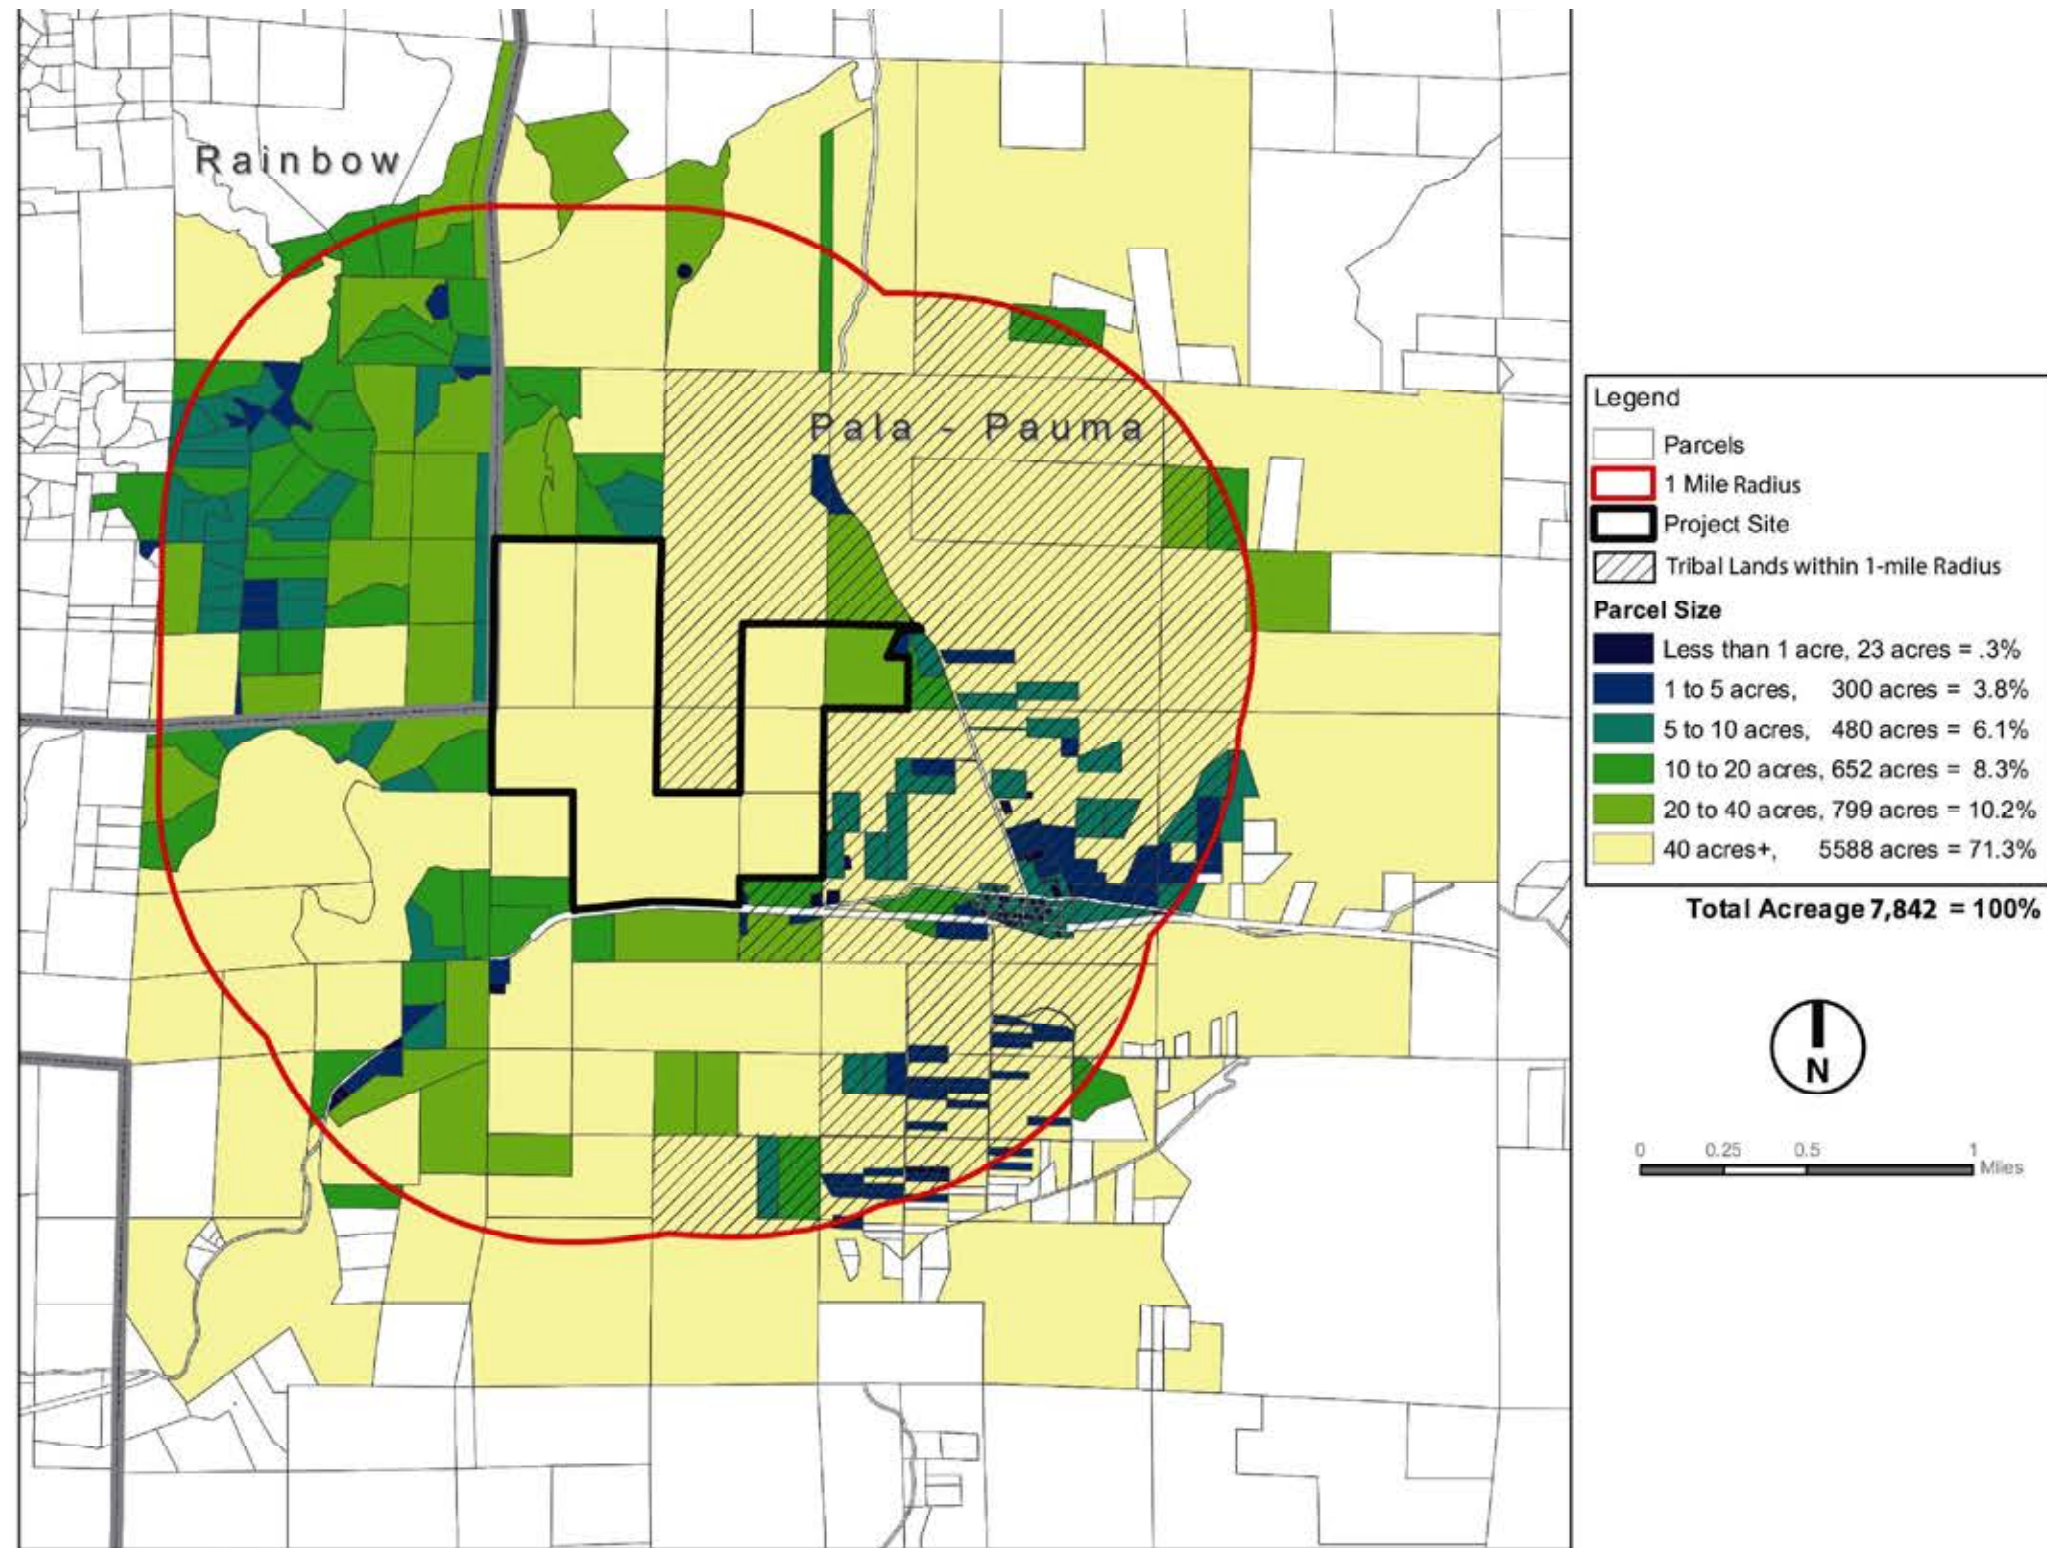 Rainbow
Pala - Pauma
Legend
Parcels
1 Mile Radius
Project Site
Tribal Lands within 1-mile Radius
Parcel Size
Less than 1 acre, 23 acres = .3%
1 to 5 acres, 300 acres = 3.8%
5 to 10 acres, 480 acres = 6.1%
10 to 20 acres, 652 acres = 8.3%
20 to 40 acres, 799 acres = 10.2%
40 acres+, 5588 acres = 71.3%
Total Acreage 7,842 = 100%
N
0 0.25 0.5 1
Miles